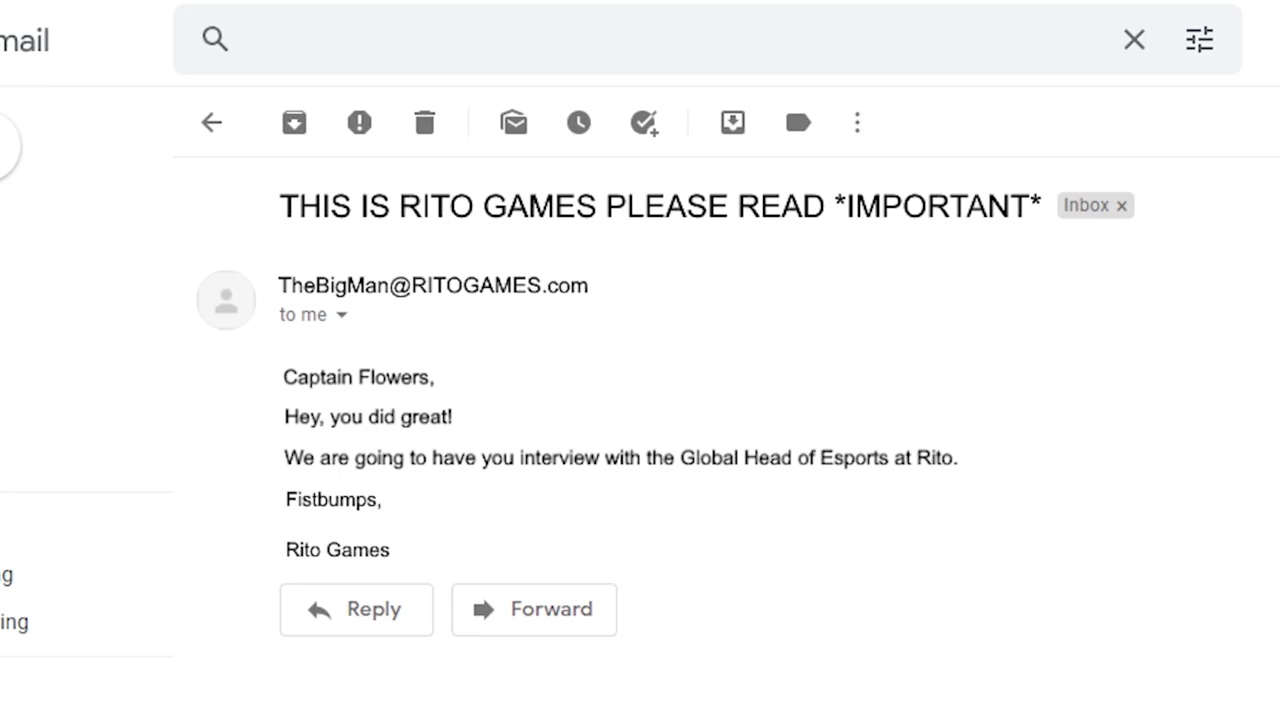 mail
THIS IS RITO GAMES PLEASE READ *IMPORTANT* Inbox x
TheBigMan@RITOGAMES.com
to me
Captain Flowers,
Hey, you did great!
We are going to have you interview with the Global Head of Esports at Rito.
Fistbumps,
Rito Games
Reply Forward
g
ing